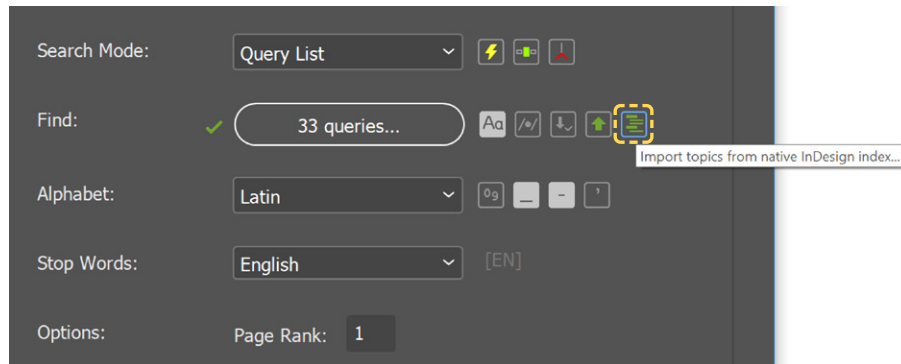 Search Mode: Query List
Find: 33 queries... Aa /•/
Import topics from native InDesign index...
Alphabet: Latin 09 _ - '
Stop Words: English [EN]
Options: Page Rank: 1